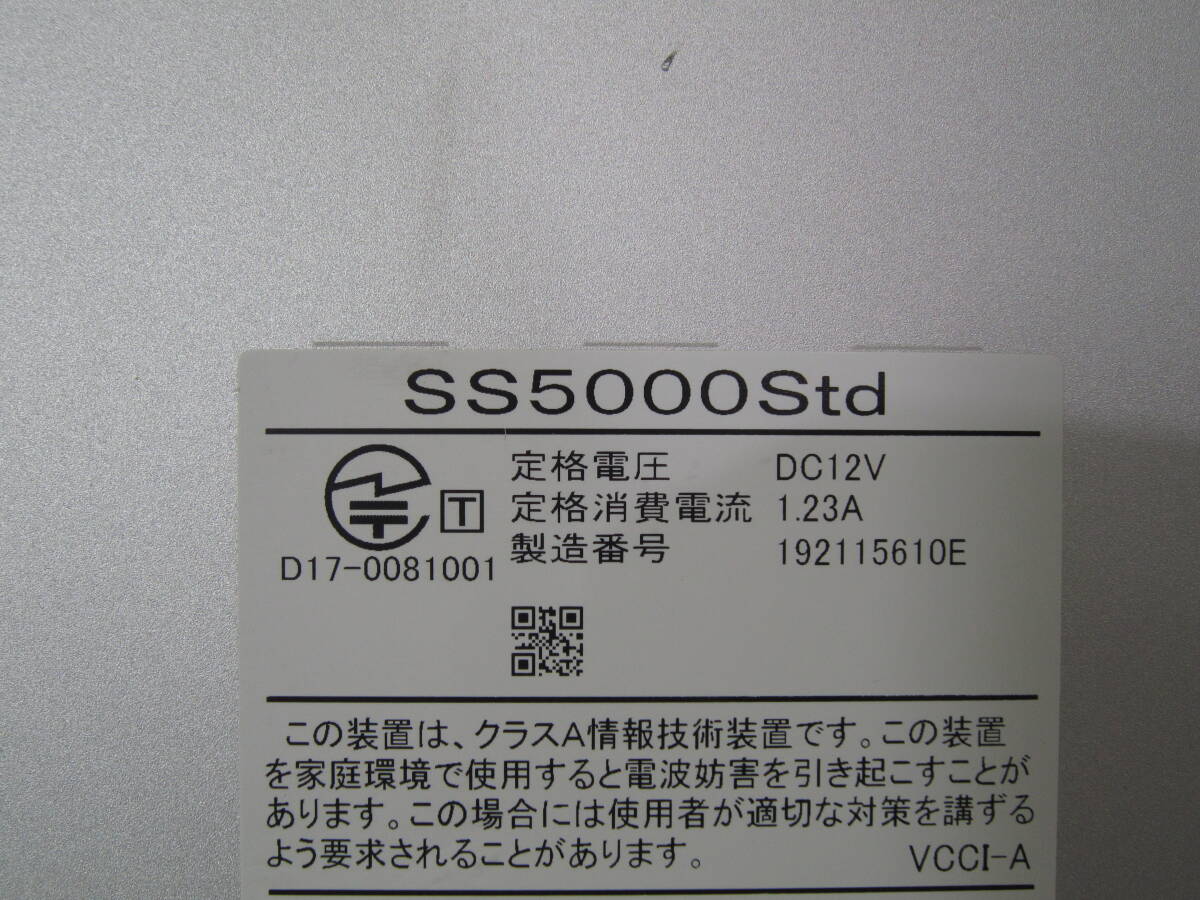 SS5000Std
定格電圧 DC12V
T 定格消費電流 1.23A
製造番号 192115610E
D17-0081001
この装置は、クラスA情報技術装置です。この装置
を家庭環境で使用すると電波妨害を引き起こすことが
あります。この場合には使用者が適切な対策を講ずる
よう要求されることがあります。 VCCI-A